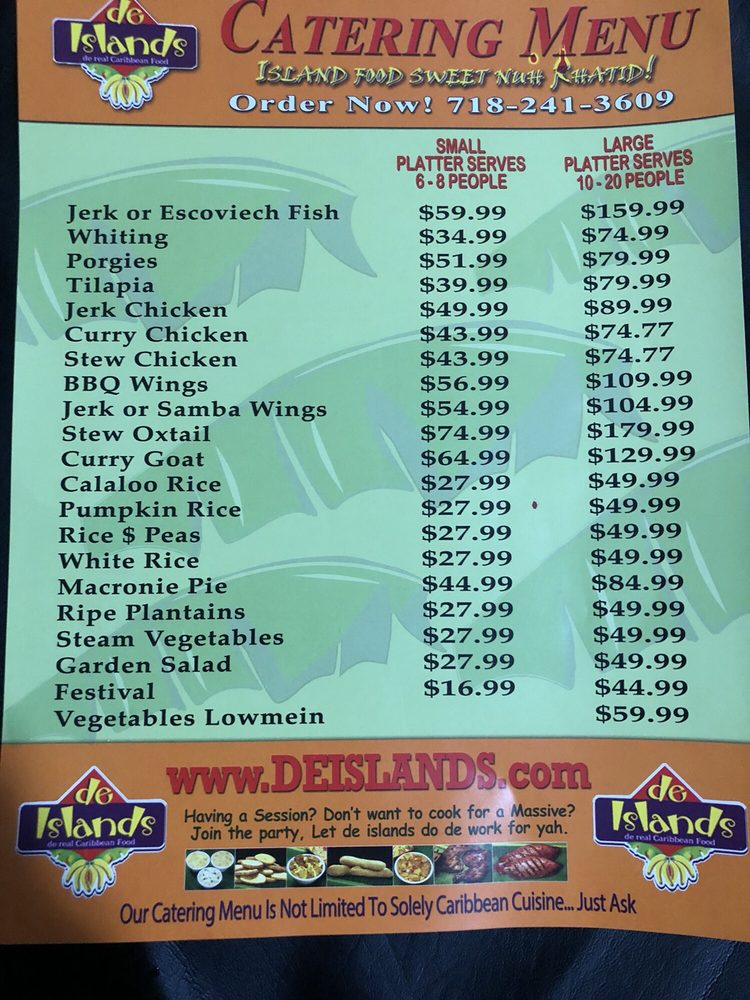 de
Islands
de real Caribbean Food
CATERING MENU
ISLAND FOOD SWEET NUH KHATID!
Order Now! 718-241-3609
SMALL
PLATTER SERVES
6 - 8 PEOPLE
LARGE
PLATTER SERVES
10 - 20 PEOPLE
Jerk or Escoviech Fish $59.99 $159.99
Whiting $34.99 $74.99
Porgies $51.99 $79.99
Tilapia $39.99 $79.99
Jerk Chicken $49.99 $89.99
Curry Chicken $43.99 $74.77
Stew Chicken $43.99 $74.77
BBQ Wings $56.99 $109.99
Jerk or Samba Wings $54.99 $104.99
Stew Oxtail $74.99 $179.99
Curry Goat $64.99 $129.99
Calaloo Rice $27.99 $49.99
Pumpkin Rice $27.99 $49.99
Rice $ Peas $27.99 $49.99
White Rice $27.99 $49.99
Macronie Pie $44.99 $84.99
Ripe Plantains $27.99 $49.99
Steam Vegetables $27.99 $49.99
Garden Salad $27.99 $49.99
Festival $16.99 $44.99
Vegetables Lowmein $59.99
www.DEISLANDS.com
de
Islands
de real Caribbean Food
Having a Session? Don't want to cook for a Massive?
Join the party, Let de islands do de work for yah.
de
Islands
de real Caribbean Food
Our Catering Menu Is Not Limited To Solely Caribbean Cuisine... Just Ask